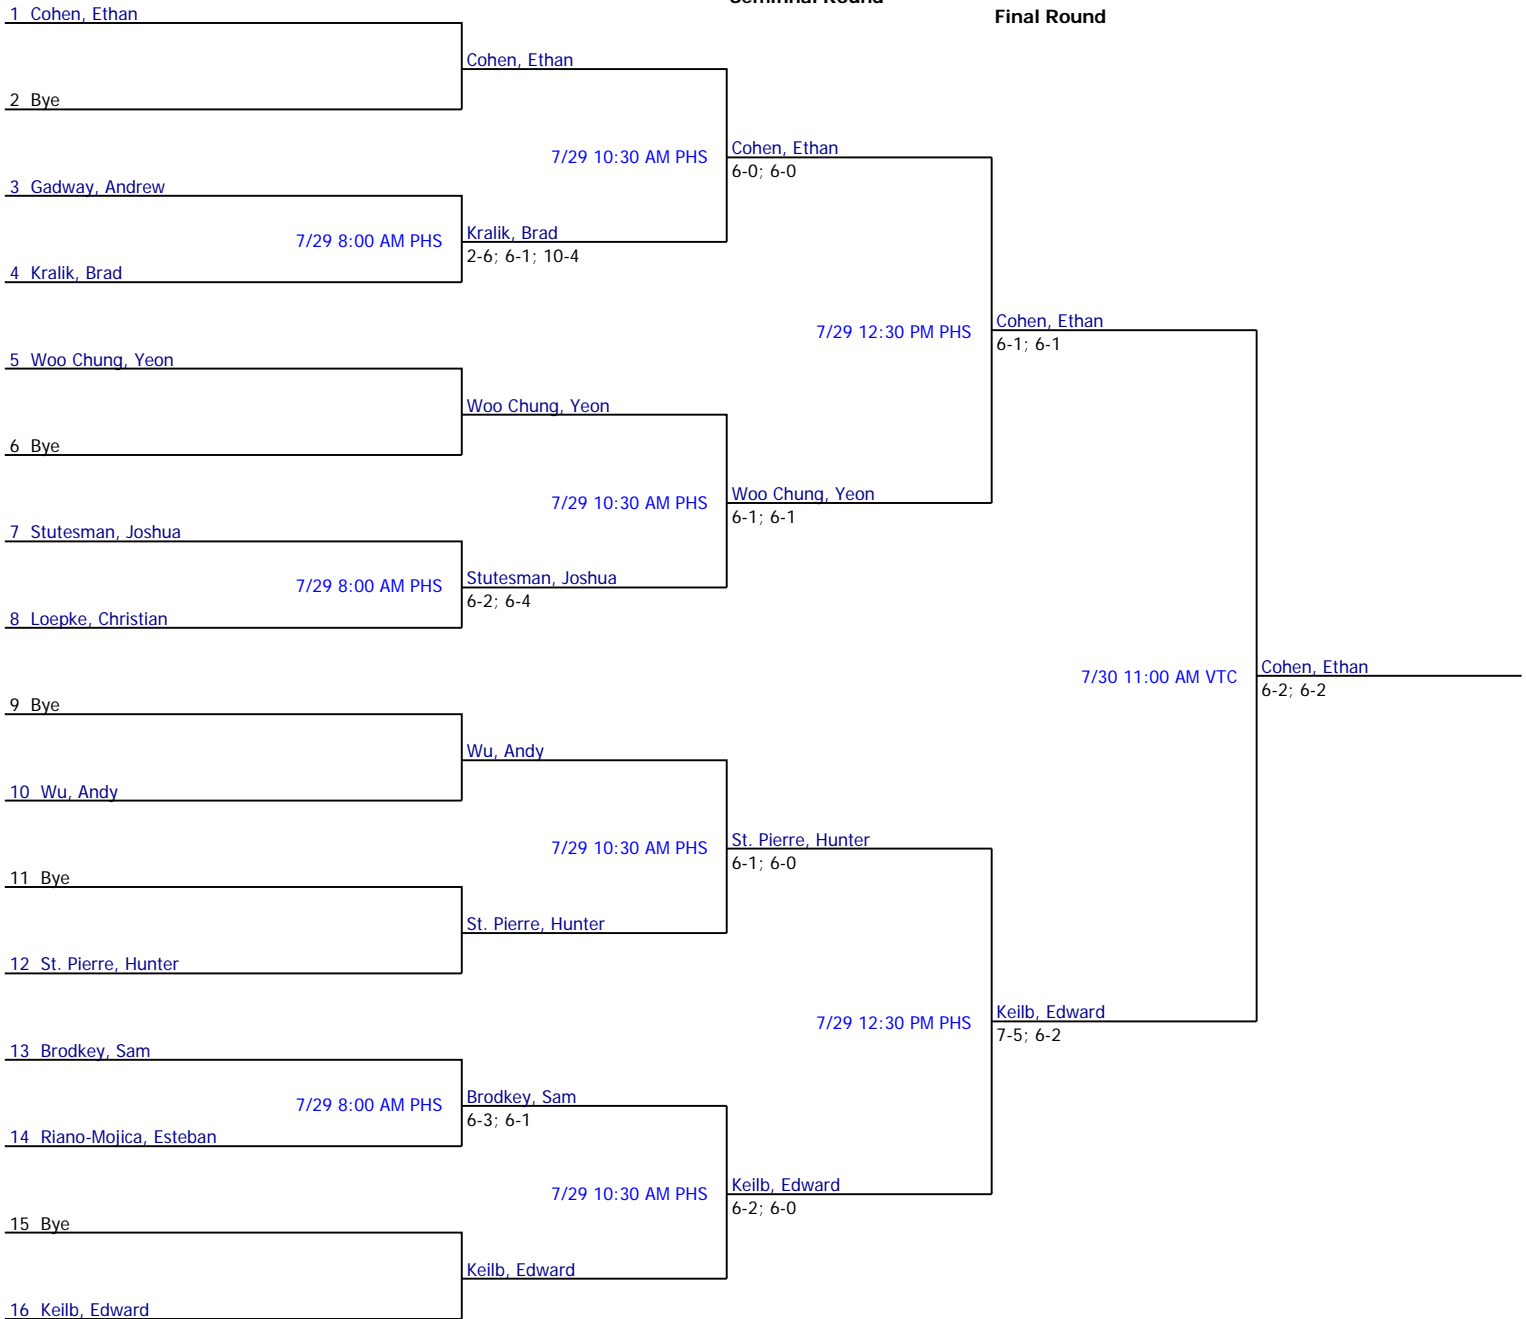 Semifinal Round
Final Round
1 Cohen, Ethan
Cohen, Ethan
2 Bye
7/29 10:30 AM PHS
Cohen, Ethan
6-0; 6-0
3 Gadway, Andrew
7/29 8:00 AM PHS
Kralik, Brad
2-6; 6-1; 10-4
4 Kralik, Brad
7/29 12:30 PM PHS
Cohen, Ethan
6-1; 6-1
5 Woo Chung, Yeon
Woo Chung, Yeon
6 Bye
7/29 10:30 AM PHS
Woo Chung, Yeon
6-1; 6-1
7 Stutesman, Joshua
7/29 8:00 AM PHS
Stutesman, Joshua
6-2; 6-4
8 Loepke, Christian
7/30 11:00 AM VTC
Cohen, Ethan
6-2; 6-2
9 Bye
Wu, Andy
10 Wu, Andy
7/29 10:30 AM PHS
St. Pierre, Hunter
6-1; 6-0
11 Bye
St. Pierre, Hunter
12 St. Pierre, Hunter
7/29 12:30 PM PHS
Keilb, Edward
7-5; 6-2
13 Brodkey, Sam
7/29 8:00 AM PHS
Brodkey, Sam
6-3; 6-1
14 Riano-Mojica, Esteban
7/29 10:30 AM PHS
Keilb, Edward
6-2; 6-0
15 Bye
Keilb, Edward
16 Keilb, Edward